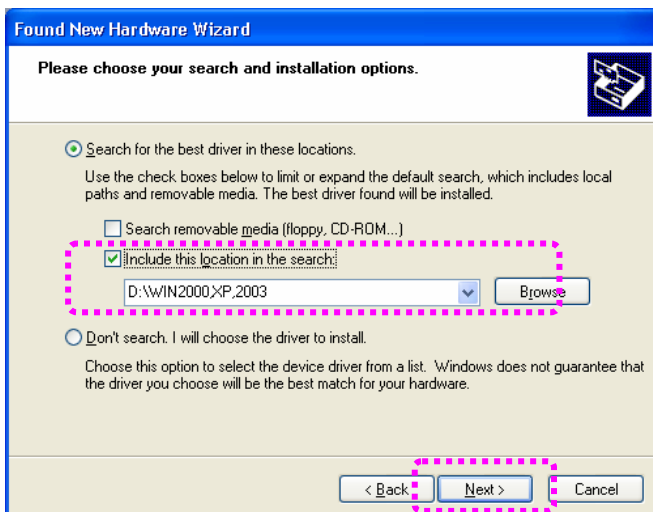 Found New Hardware Wizard
Please choose your search and installation options.
Search for the best driver in these locations.
Use the check boxes below to limit or expand the default search, which includes local
paths and removable media. The best driver found will be installed.
Search removable media (floppy, CD-ROM...)
Include this location in the search:
D:\WIN2000,XP,2003
Browse
Don't search. I will choose the driver to install.
Choose this option to select the device driver from a list. Windows does not guarantee that
the driver you choose will be the best match for your hardware.
< Back
Next >
Cancel